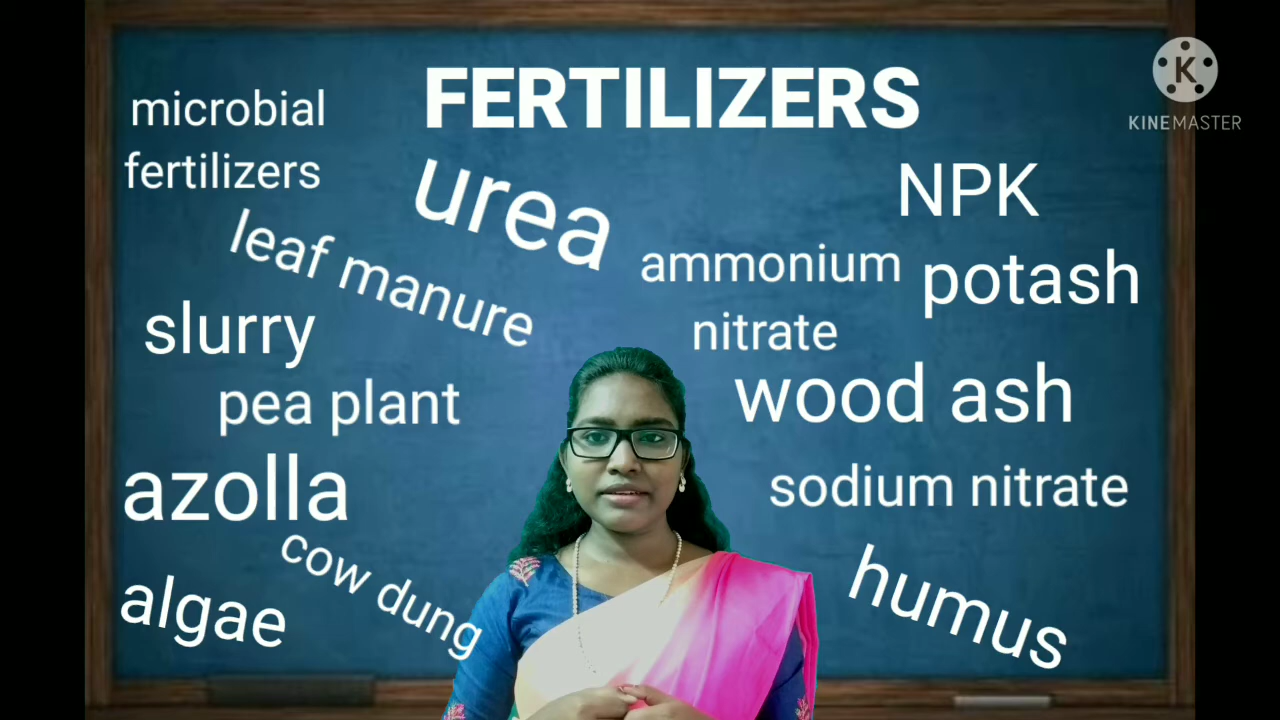 FERTILIZERS
microbial
fertilizers
urea
NPK
leaf manure
ammonium
nitrate
potash
slurry
pea plant
wood ash
azolla
sodium nitrate
cow dung
algae
humus
K
KINEMASTER